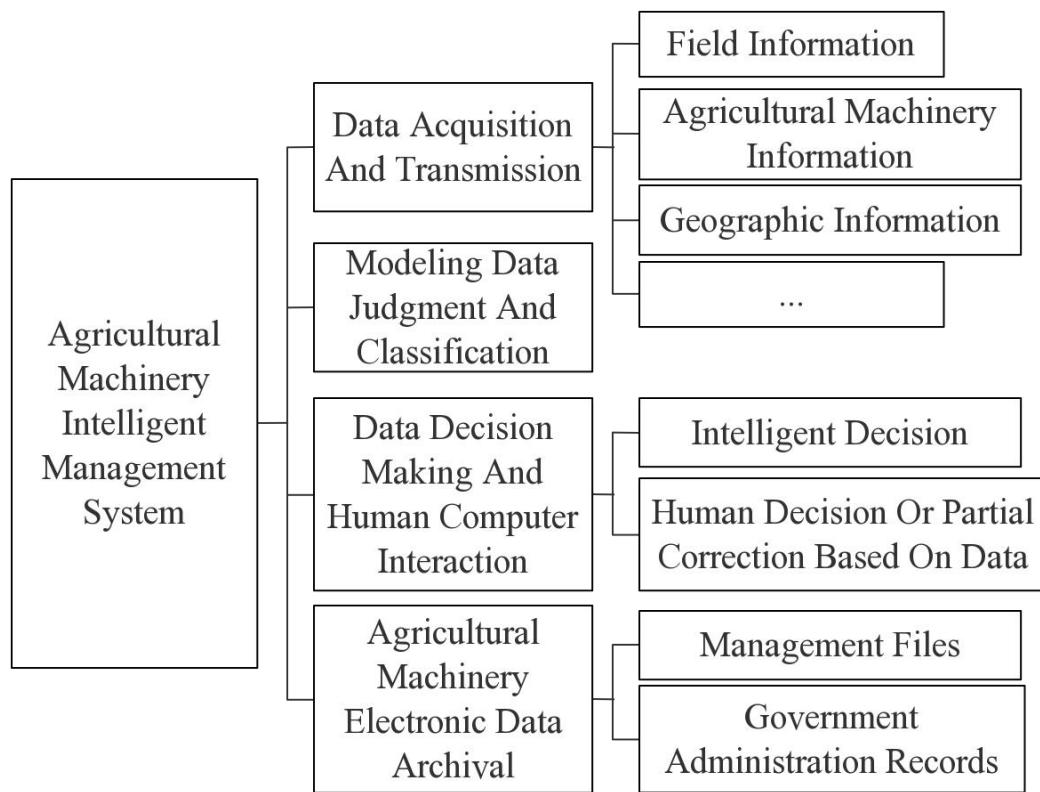 Agricultural
Machinery
Intelligent
Management
System
Data Acquisition
And Transmission
Field Information
Agricultural Machinery
Information
Geographic Information
...
Modeling Data
Judgment And
Classification
Data Decision
Making And
Human Computer
Interaction
Intelligent Decision
Human Decision Or Partial
Correction Based On Data
Agricultural
Machinery
Electronic Data
Archival
Management Files
Government
Administration Records